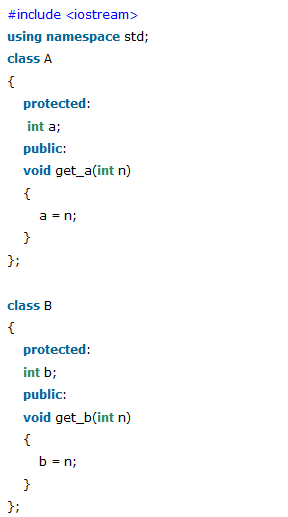 #include <iostream>
using namespace std;
class A
{
    protected:
     int a;
    public:
    void get_a(int n)
    {
        a = n;
    }
};

class B
{
    protected:
    int b;
    public:
    void get_b(int n)
    {
        b = n;
    }
};